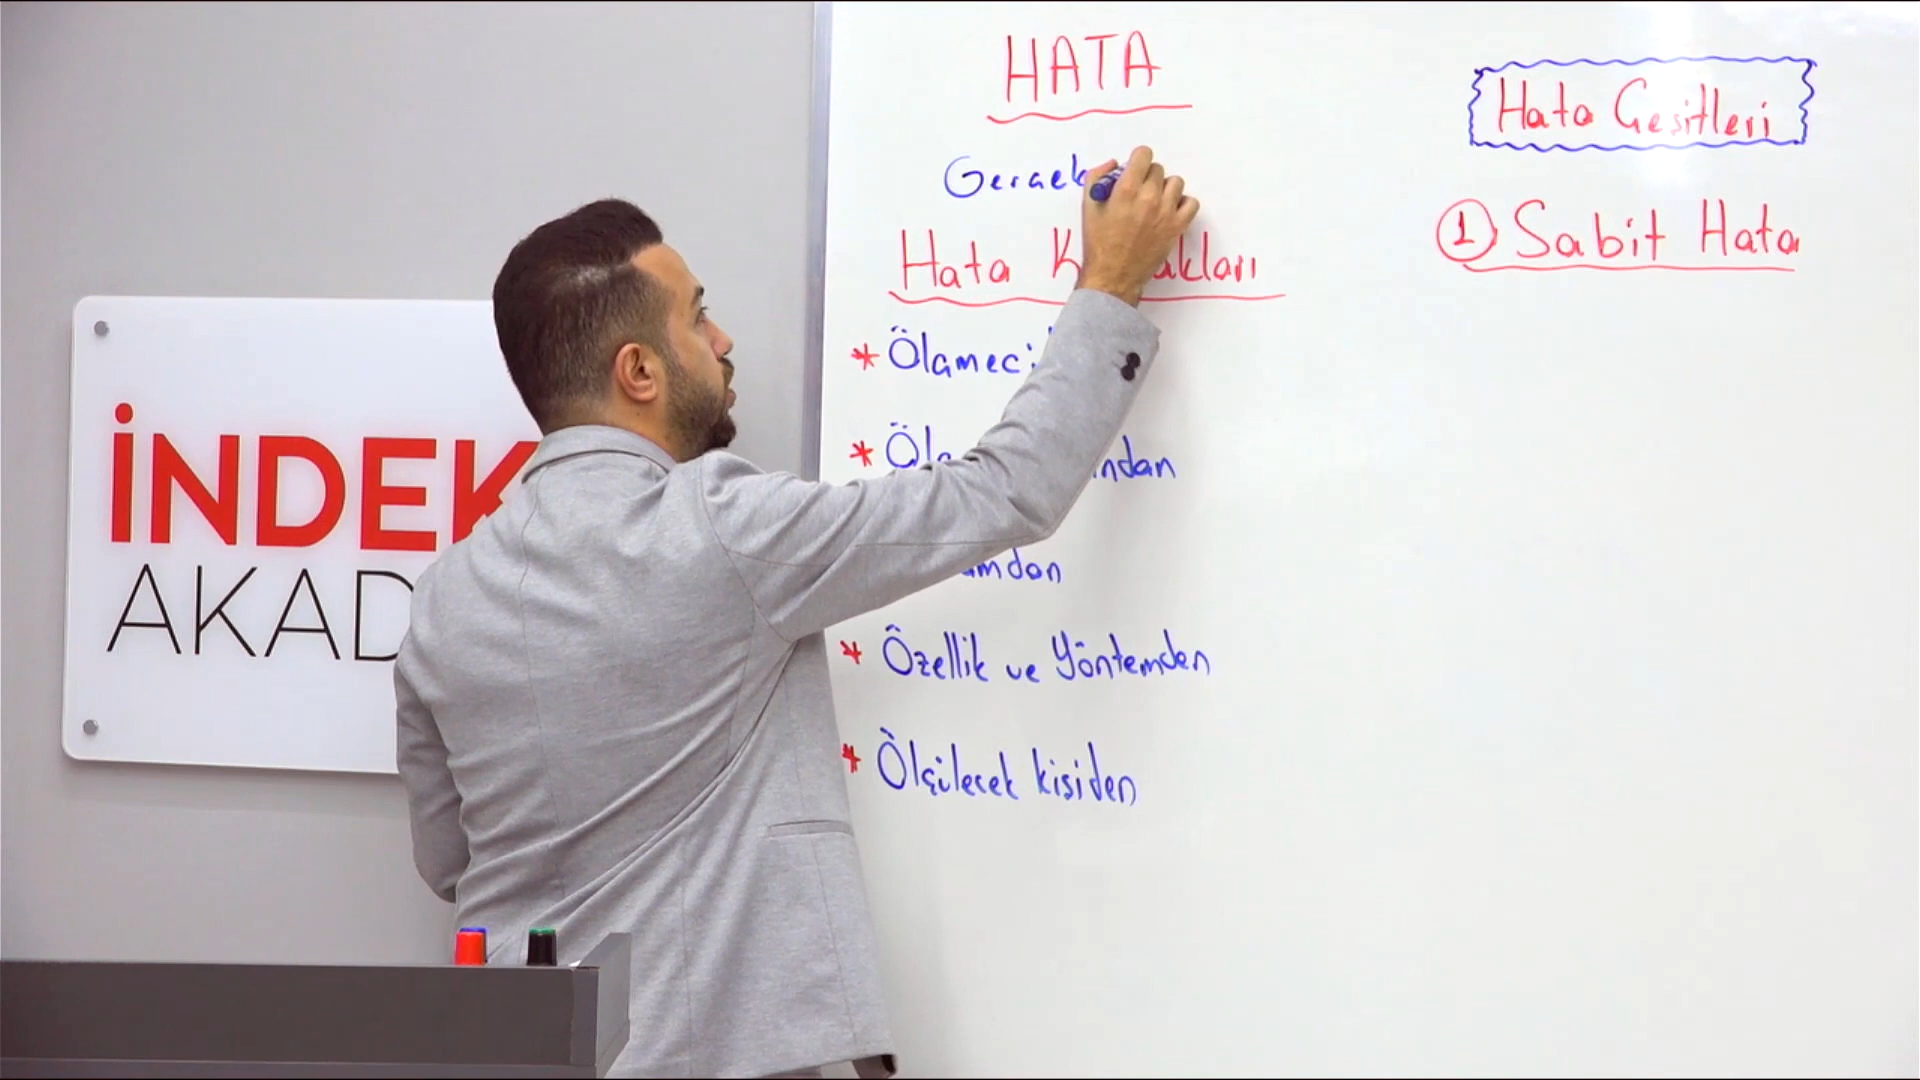 İNDEK
AKAD
HATA
Gerçek
Hata Kaynakları
* Ölçmeci
* ndan
mdan
* Özellik ve Yöntemden
* Ölçülecek kişiden
Hata Çeşitleri
1 Sabit Hata